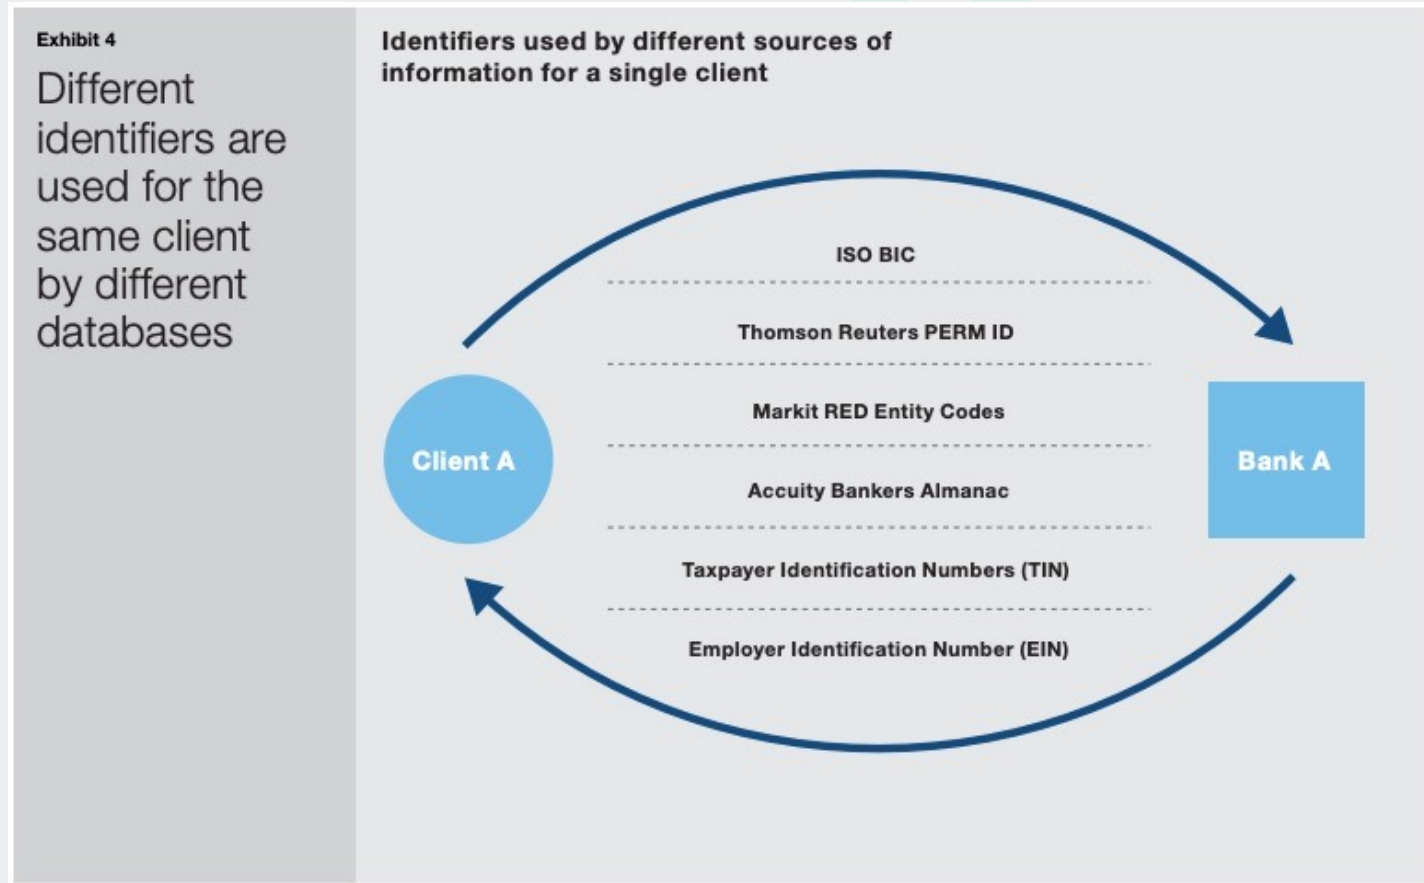 Exhibit 4
Different
identifiers are
used for the
same client
by different
databases
Identifiers used by different sources of
information for a single client
ISO BIC
Thomson Reuters PERM ID
Markit RED Entity Codes
Client A
Bank A
Accuity Bankers Almanac
Taxpayer Identification Numbers (TIN)
Employer Identification Number (EIN)